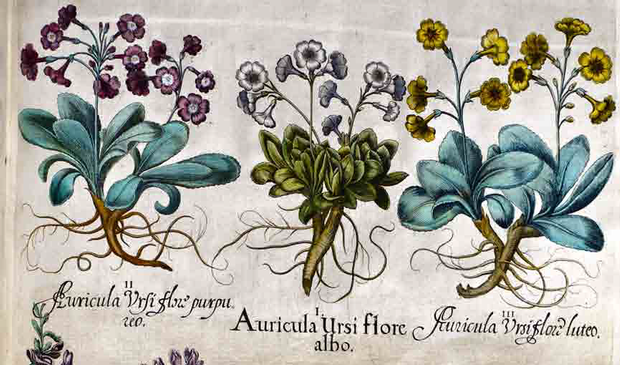 II
Auricula Ursi flore purpu
reo.
I
Auricula Ursi flore
albo.
III
Auricula Ursi flore luteo.